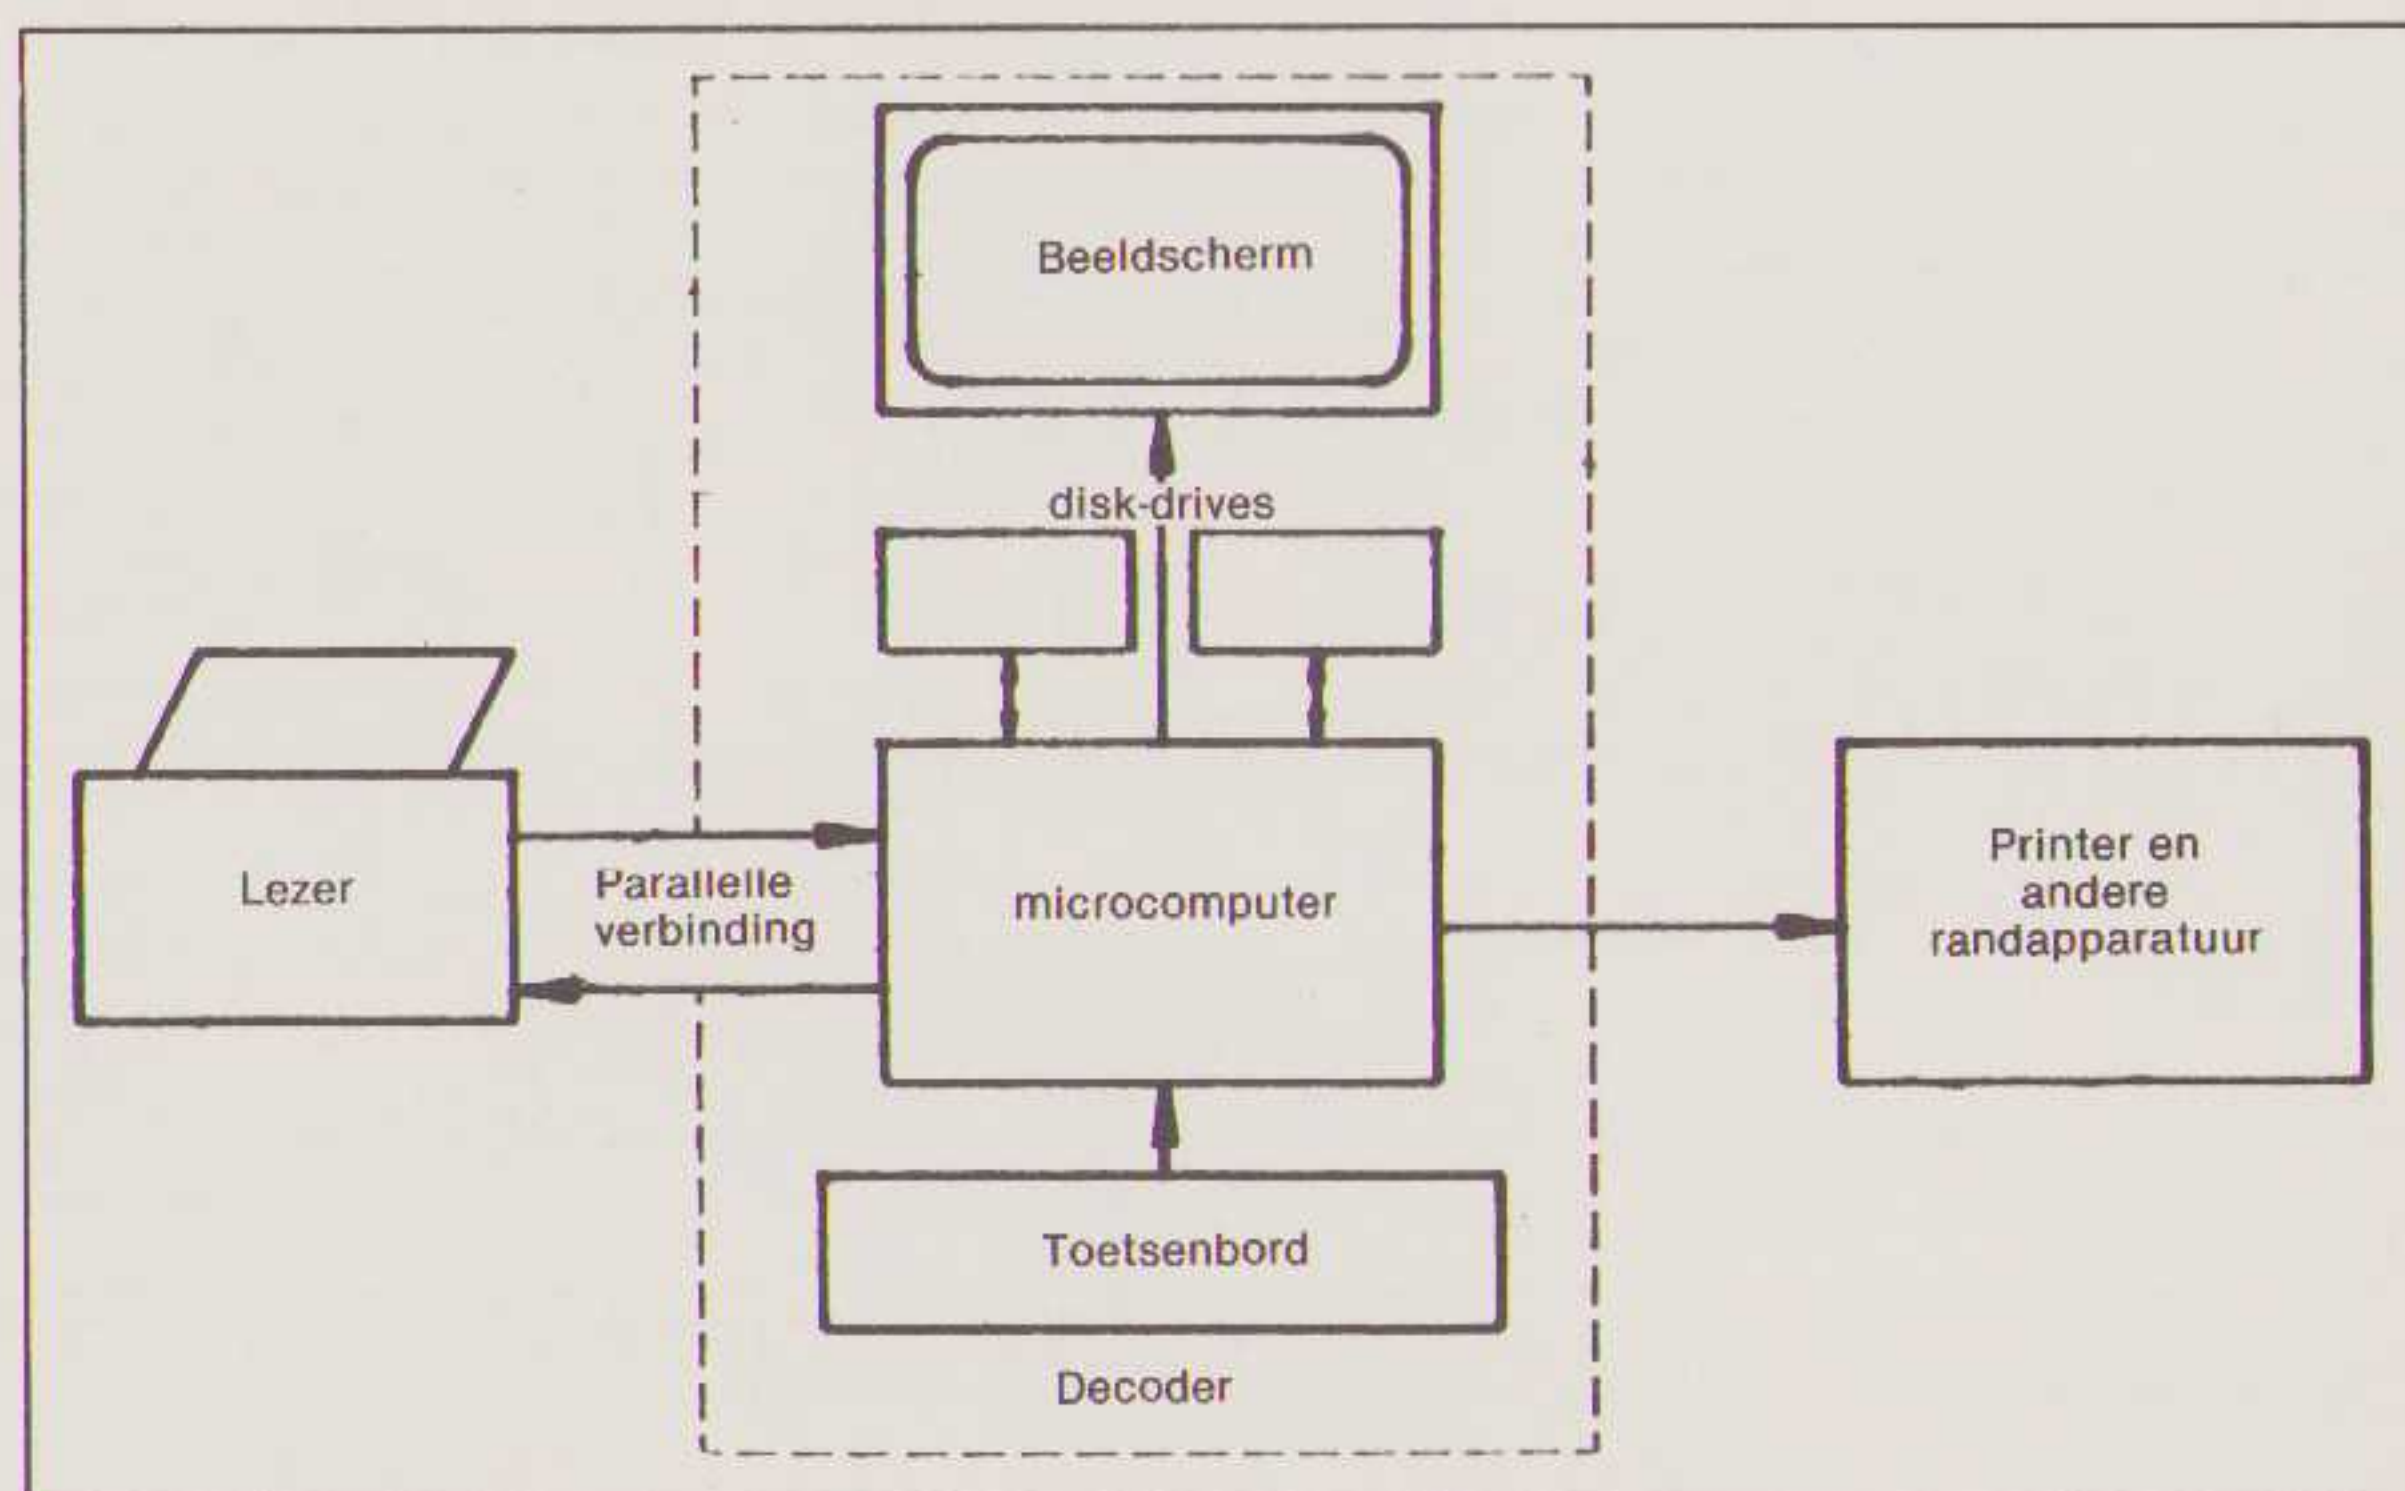 Beeldscherm
disk-drives
Lezer
Parallelle
verbinding
microcomputer
Printer en
andere
randapparatuur
Toetsenbord
Decoder